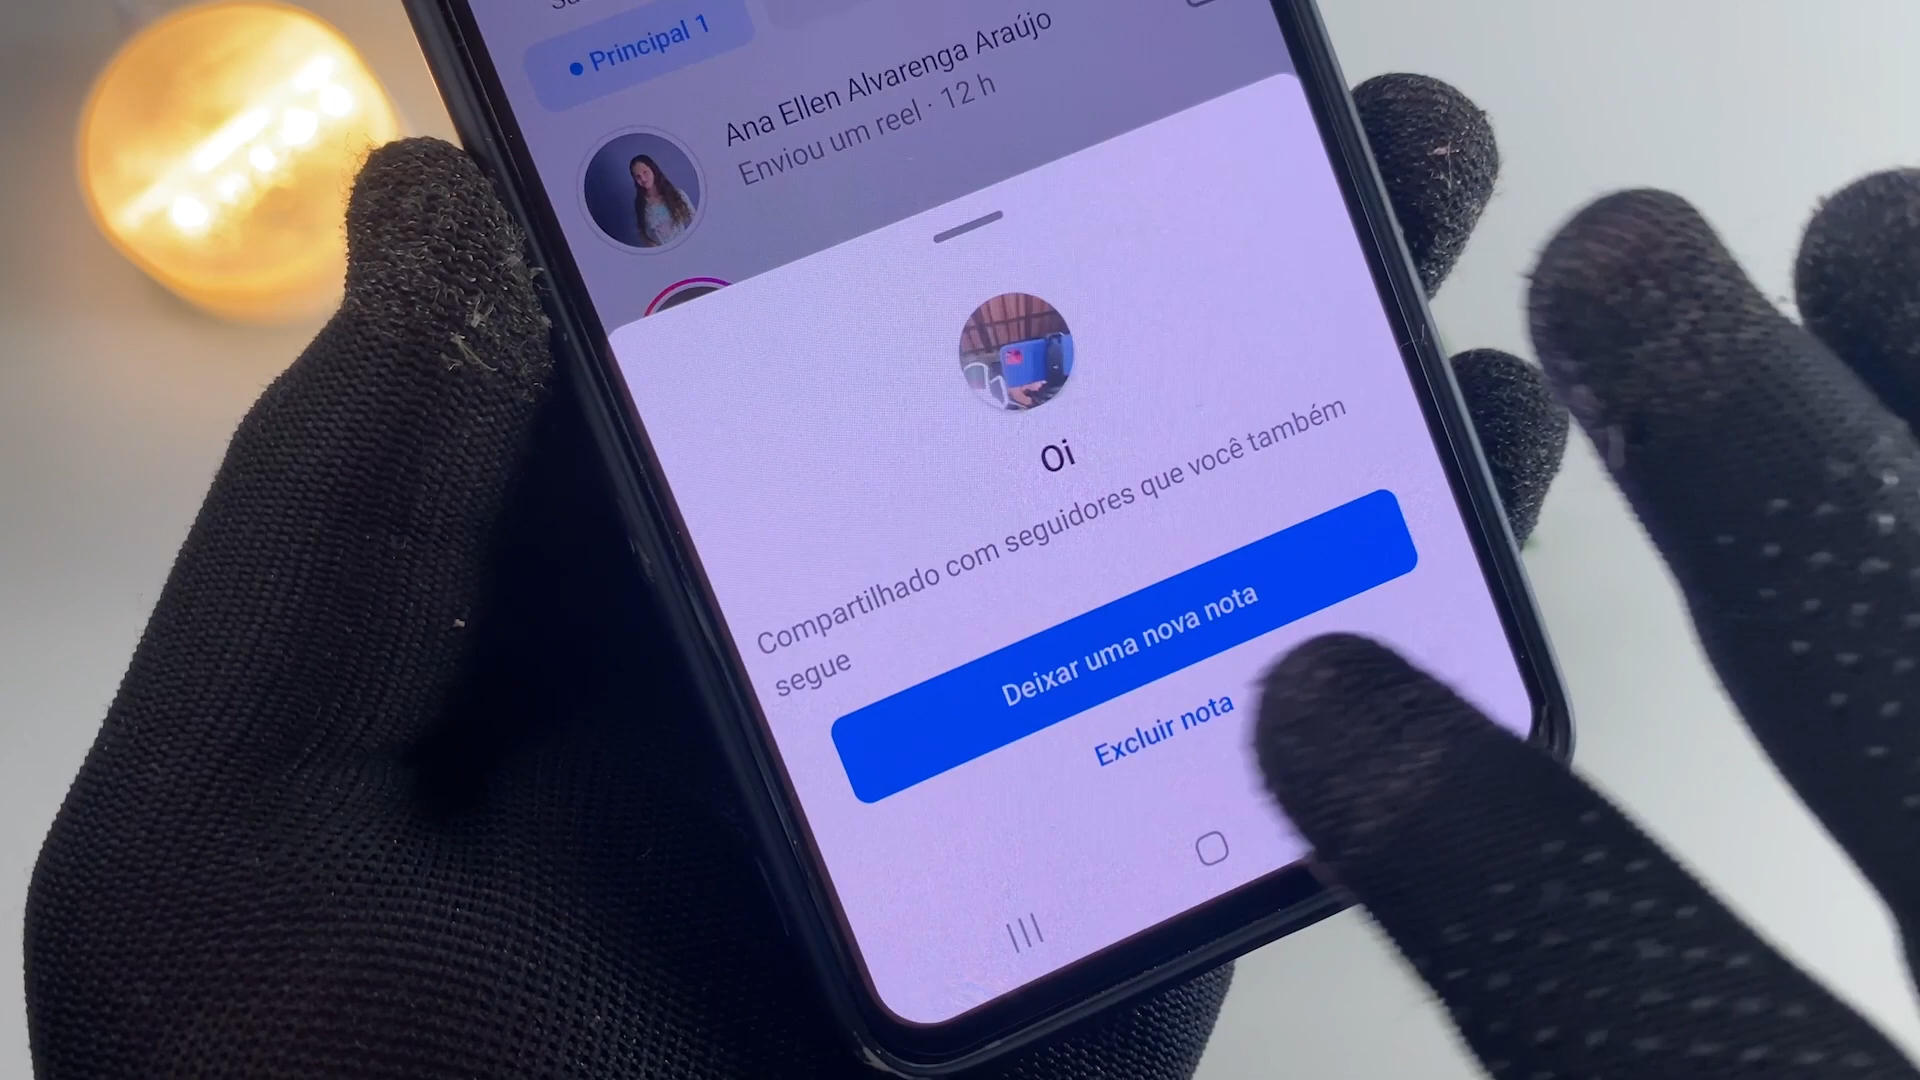 Principal 1
Ana Ellen Alvarenga Araújo
Enviou um reel · 12 h
Oi
Compartilhado com seguidores que você também
segue
Deixar uma nova nota
Excluir nota